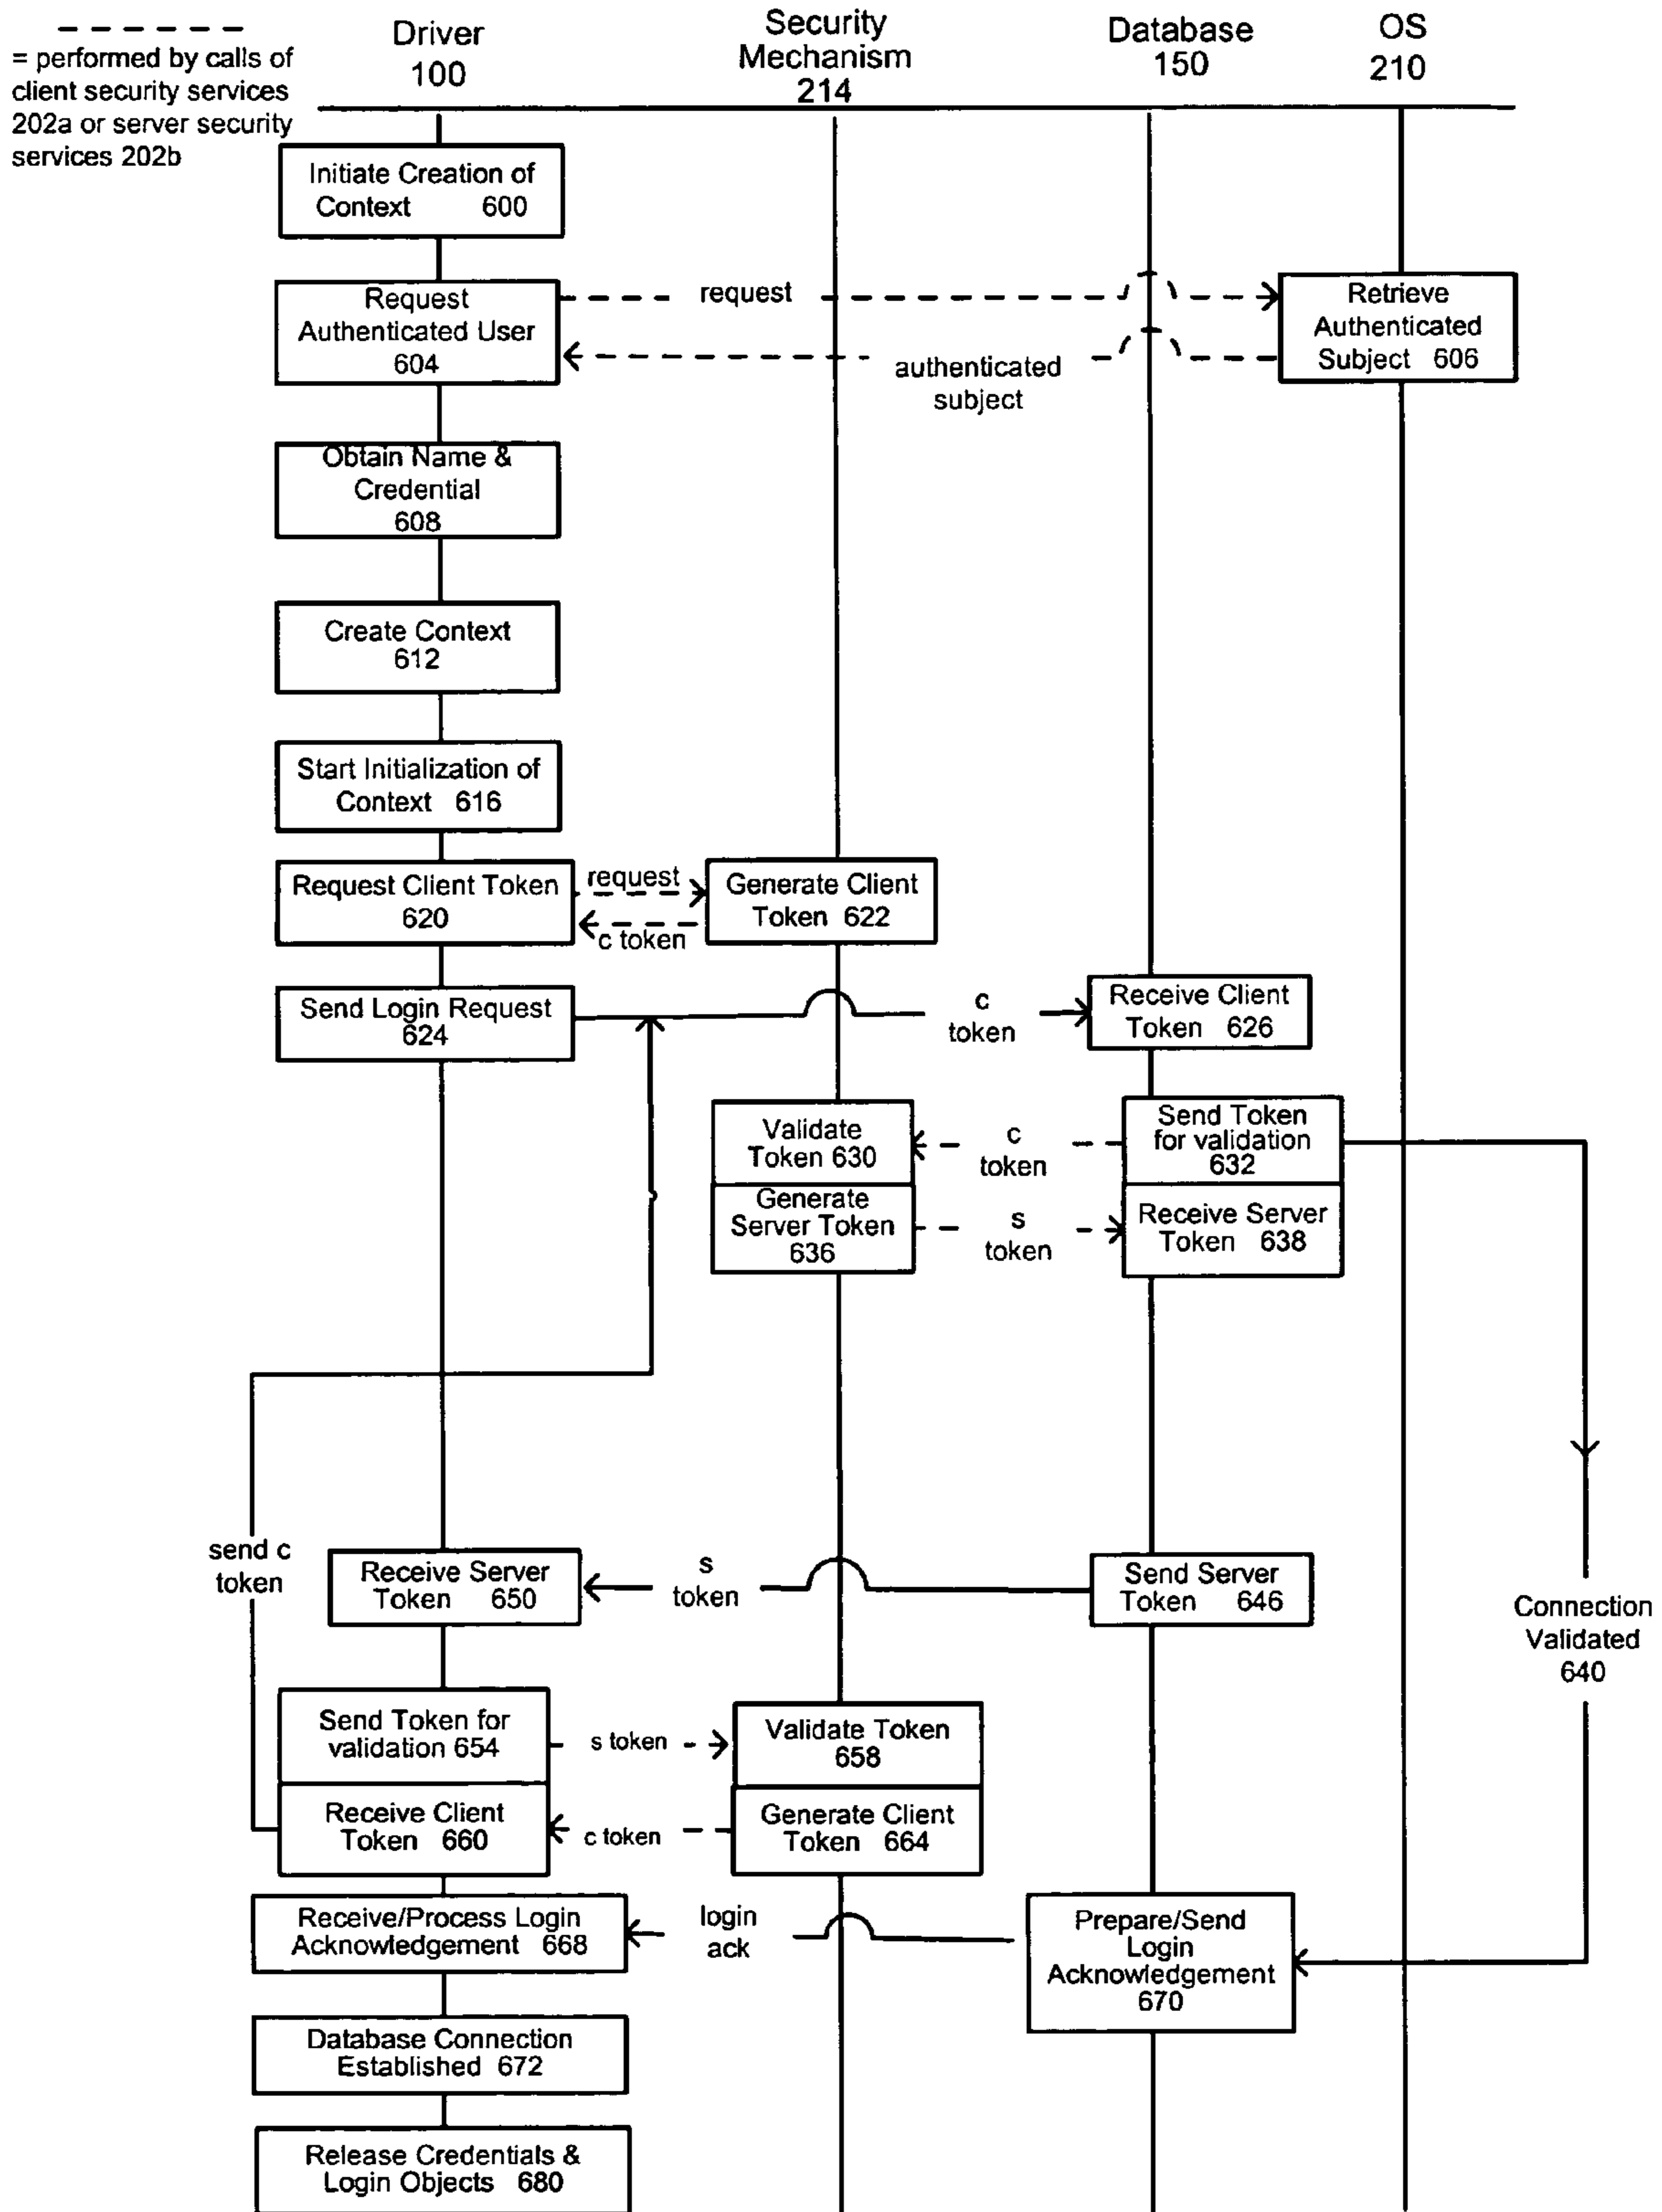 = performed by calls of
client security services
202a or server security
services 202b
Driver
100
Security
Mechanism
214
Database
150
OS
210
Initiate Creation of
Context 600
Request
Authenticated User
604
request
Retrieve
Authenticated
Subject 606
authenticated
subject
Obtain Name &
Credential
608
Create Context
612
Start Initialization of
Context 616
Request Client Token
620
request
c token
Generate Client
Token 622
Send Login Request
624
c
token
Receive Client
Token 626
Validate
Token 630
c
token
Send Token
for validation
632
Generate
Server Token
636
s
token
Receive Server
Token 638
send c
token
Receive Server
Token 650
s
token
Send Server
Token 646
Connection
Validated
640
Send Token for
validation 654
s token
Validate Token
658
Receive Client
Token 660
c token
Generate Client
Token 664
Receive/Process Login
Acknowledgement 668
login
ack
Prepare/Send
Login
Acknowledgement
670
Database Connection
Established 672
Release Credentials &
Login Objects 680